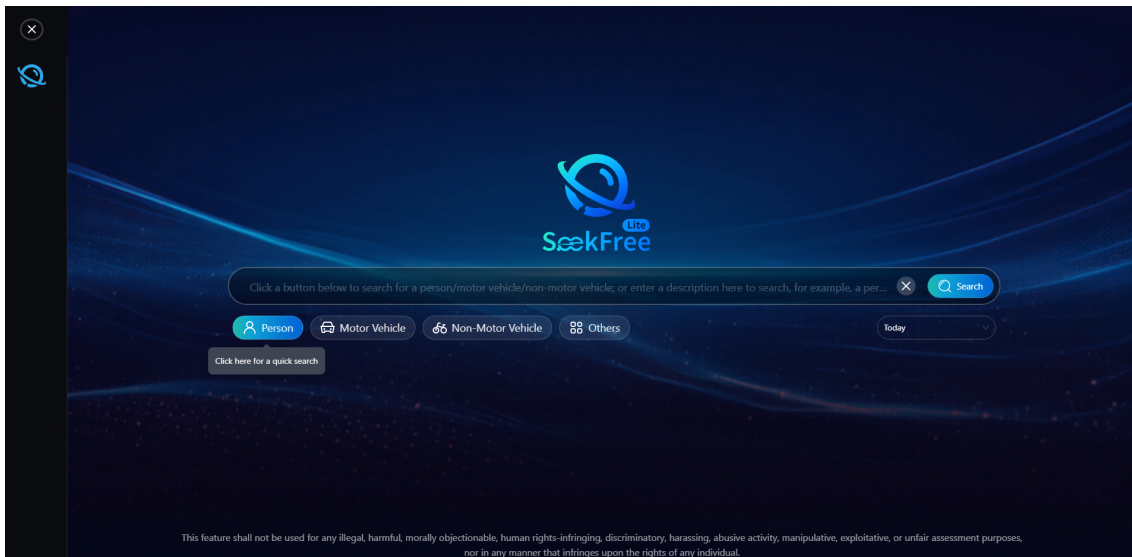 Lite
SeekFree
Click a button below to search for a person/motor vehicle/non-motor vehicle; or enter a description here to search, for example, a per...
Search
Person
Motor Vehicle
Non-Motor Vehicle
Others
Today
Click here for a quick search
This feature shall not be used for any illegal, harmful, morally objectionable, human rights-infringing, discriminatory, harassing, abusive activity, manipulative, exploitative, or unfair assessment purposes,
nor in any manner that infringes upon the rights of any individual.